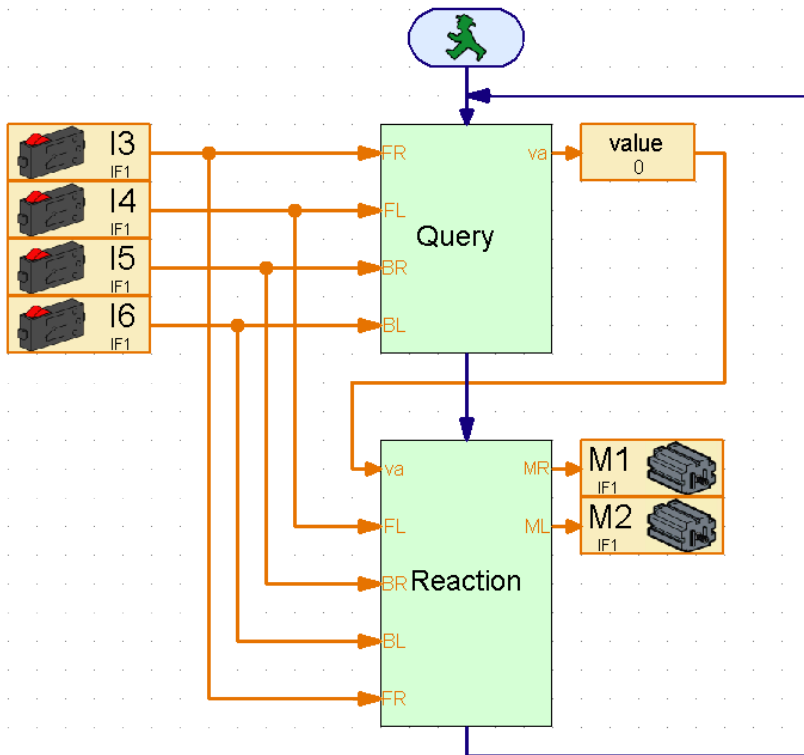 I3
IF1
I4
IF1
I5
IF1
I6
IF1
FR
FL
BR
BL
Query
va
value
0
va
FL
BR
BL
FR
Reaction
MR
ML
M1
IF1
M2
IF1